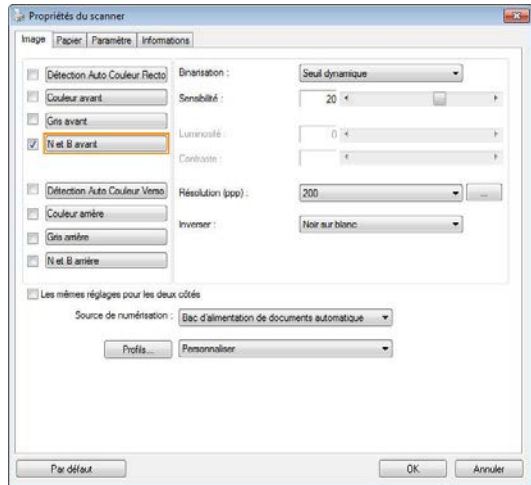 Propriétés du scanner
Image Papier Paramètre Informations
Détection Auto Couleur Recto
Couleur avant
Gris avant
N et B avant
Détection Auto Couleur Verso
Couleur arrière
Gris arrière
N et B arrière
Binarisation : Seuil dynamique
Sensibilité : 20
Luminosité : 0
Contraste :
Résolution (ppp) : 200 ...
Inverser : Noir sur blanc
Les mêmes réglages pour les deux côtés
Source de numérisation : Bac d'alimentation de documents automatique
Profils... Personnaliser
Par défaut OK Annuler